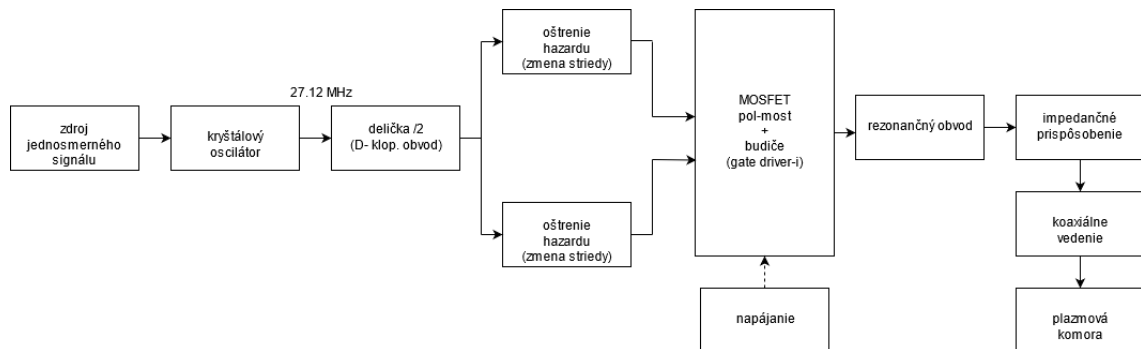 zdroj
jednosmerného
signálu
kryštálový
oscilátor
27.12 MHz
delička /2
(D- klop. obvod)
oštrenie
hazardu
(zmena striedy)
oštrenie
hazardu
(zmena striedy)
MOSFET
pol-most
+
budiče
(gate driver-i)
napájanie
rezonančný obvod
impedančné
prispôsobenie
koaxiálne
vedenie
plazmová
komora